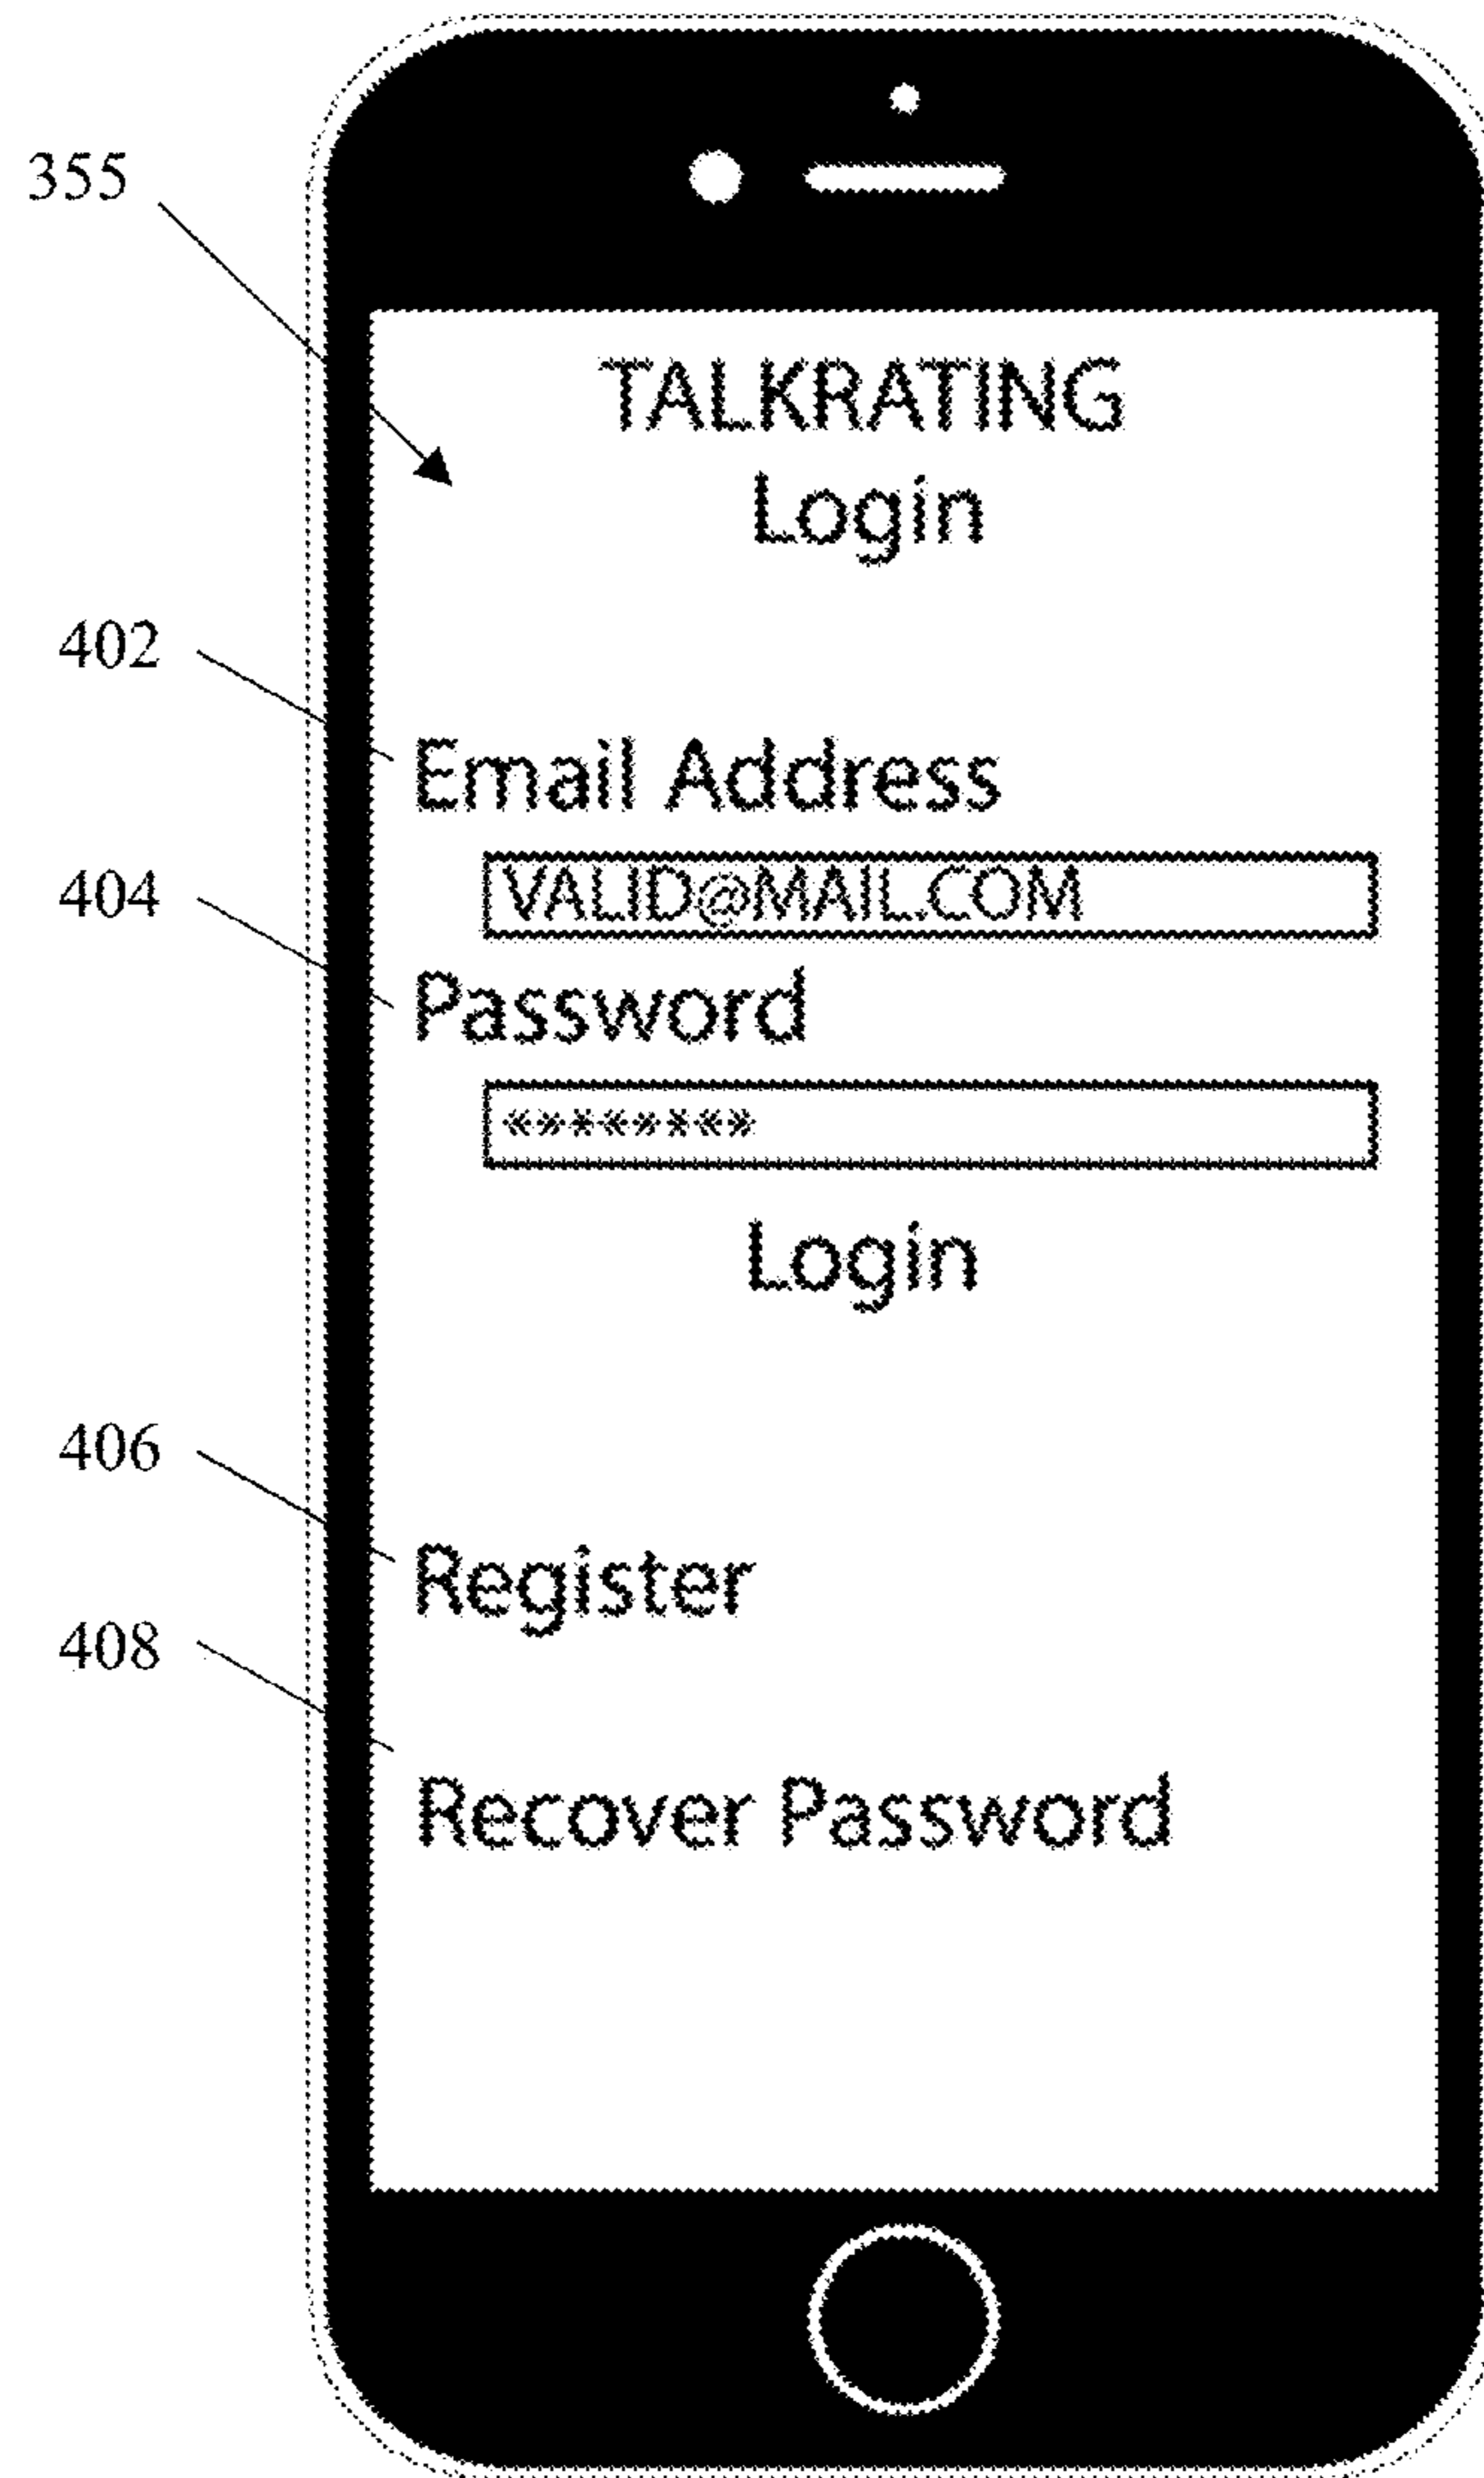 355
TALKRATING
Login
402
Email Address
404
VALID@MAIL.COM
Password
********
Login
406
Register
408
Recover Password